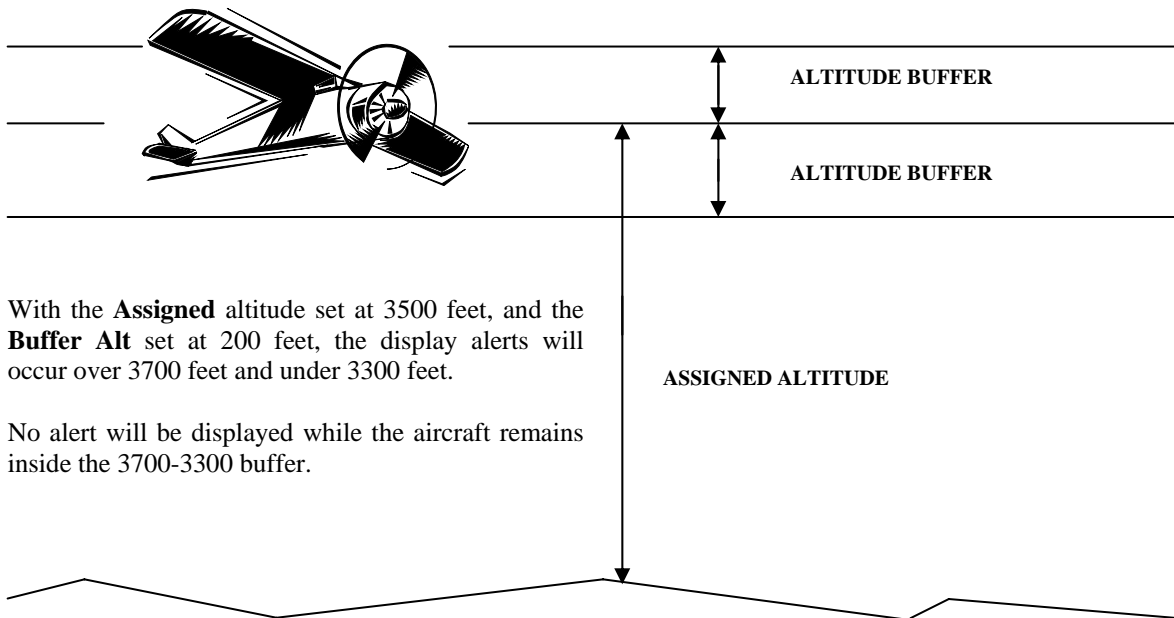 ALTITUDE BUFFER
ALTITUDE BUFFER
With the Assigned altitude set at 3500 feet, and the
Buffer Alt set at 200 feet, the display alerts will
occur over 3700 feet and under 3300 feet.
ASSIGNED ALTITUDE
No alert will be displayed while the aircraft remains
inside the 3700-3300 buffer.